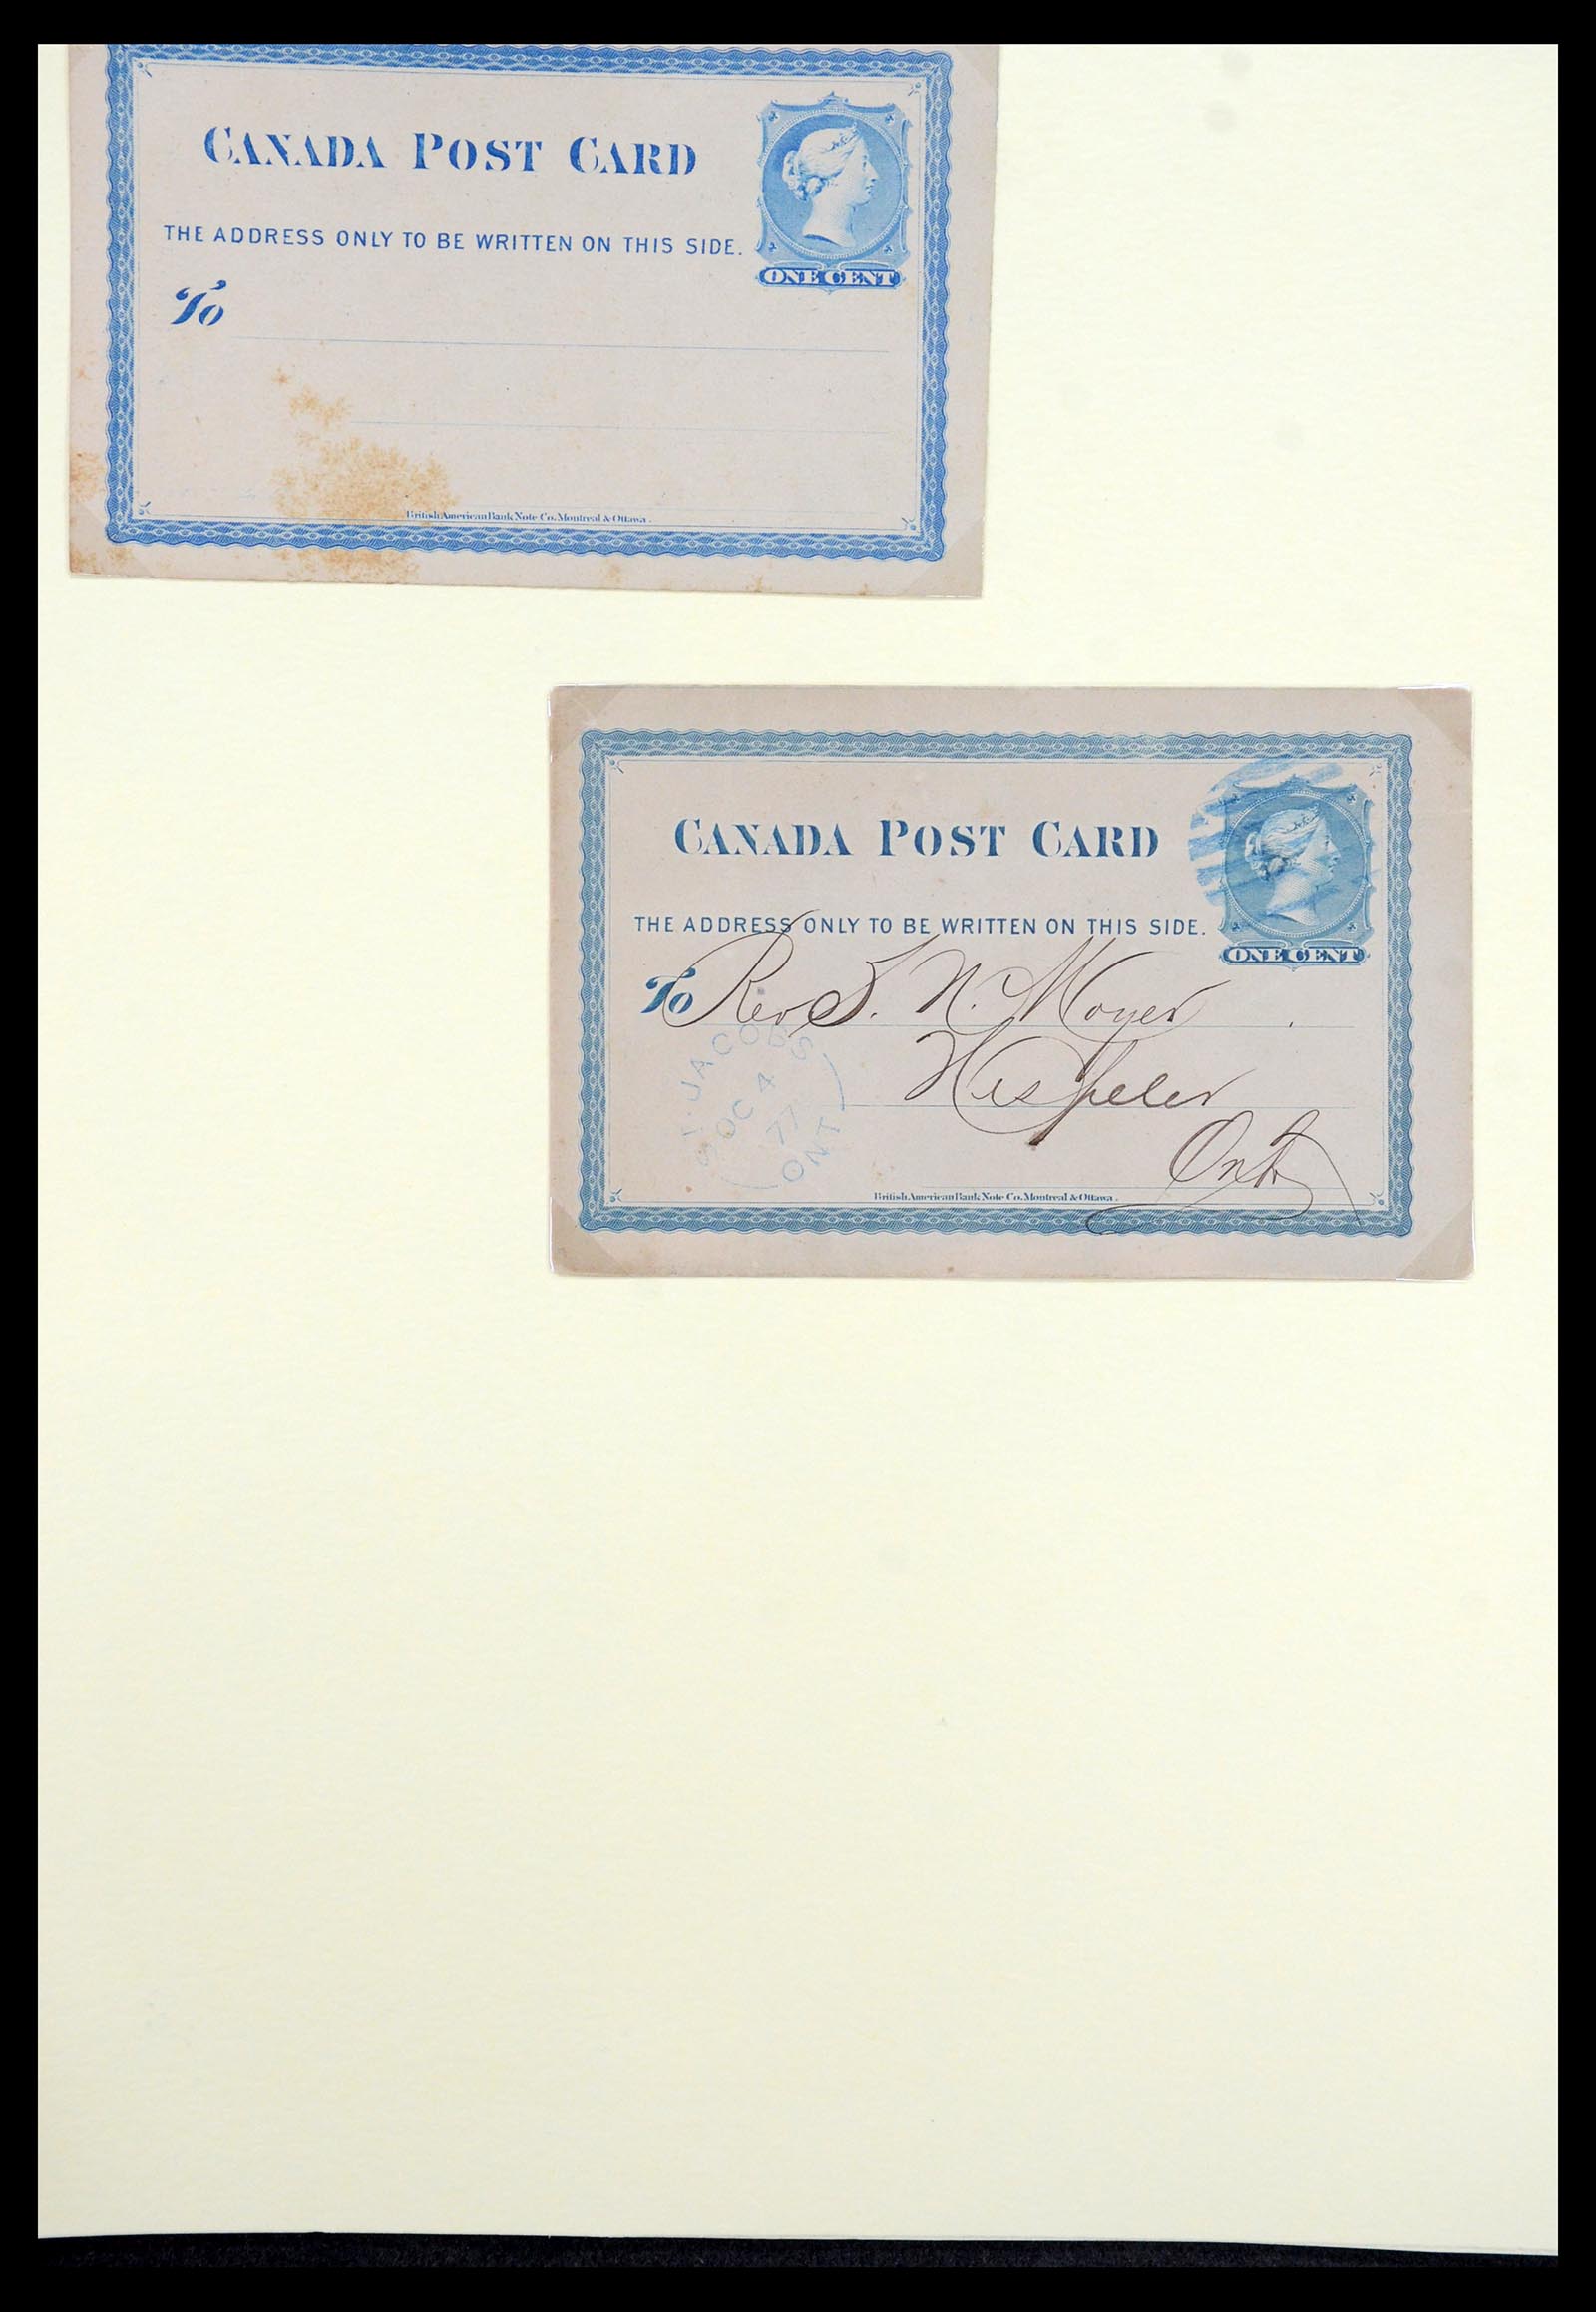 CANADA POST CARD
THE ADDRESS ONLY TO BE WRITTEN ON THIS SIDE.
ONE CENT
To
British American Bank Note Co. Montreal & Ottawa.
CANADA POST CARD
THE ADDRESS ONLY TO BE WRITTEN ON THIS SIDE.
ONE CENT
To Rev S. N. Moyer
Hespeler
Ont
ST. JACOBS
OC 4
77
ONT
British American Bank Note Co. Montreal & Ottawa.